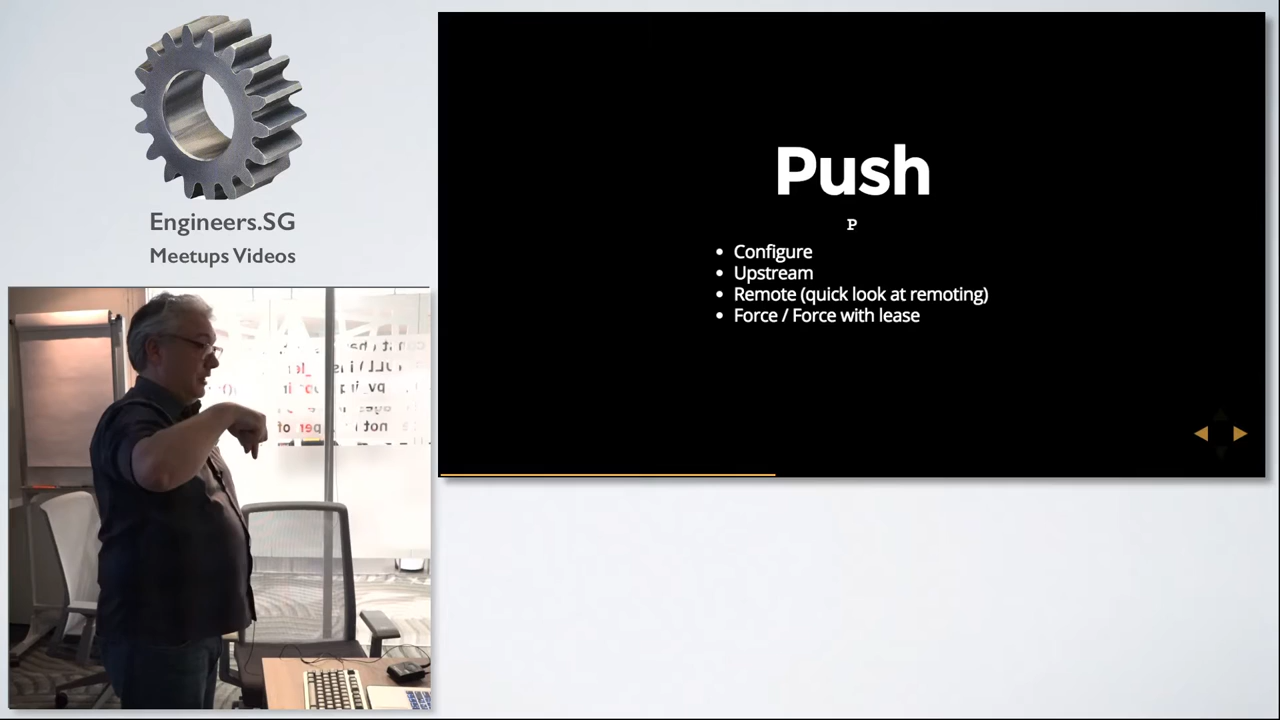 Engineers.SG
Meetups Videos
Push
P
• Configure
• Upstream
• Remote (quick look at remoting)
• Force / Force with lease